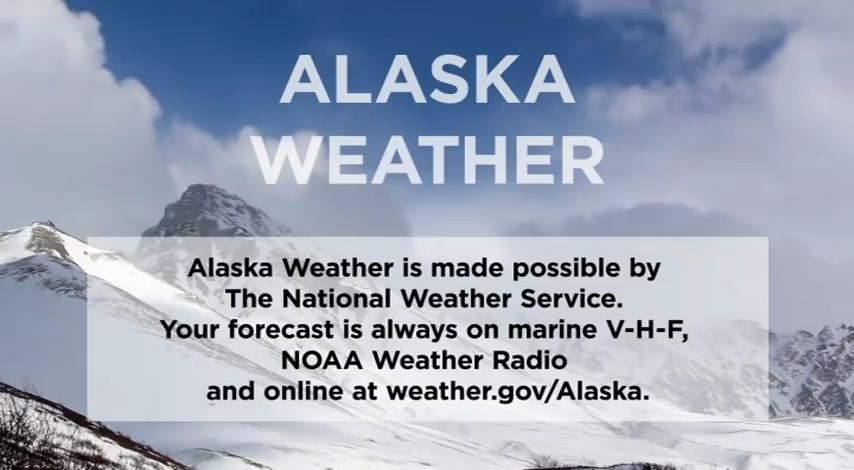 ALASKA
WEATHER
Alaska Weather is made possible by
The National Weather Service.
Your forecast is always on marine V-H-F,
NOAA Weather Radio
and online at weather.gov/Alaska.